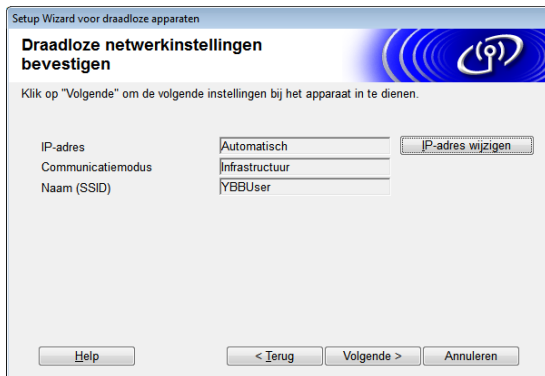 Setup Wizard voor draadloze apparaten
Draadloze netwerkinstellingen
bevestigen
Klik op "Volgende" om de volgende instellingen bij het apparaat in te dienen.
IP-adres Automatisch IP-adres wijzigen
Communicatiemodus Infrastructuur
Naam (SSID) YBBUser
Help < Terug Volgende > Annuleren